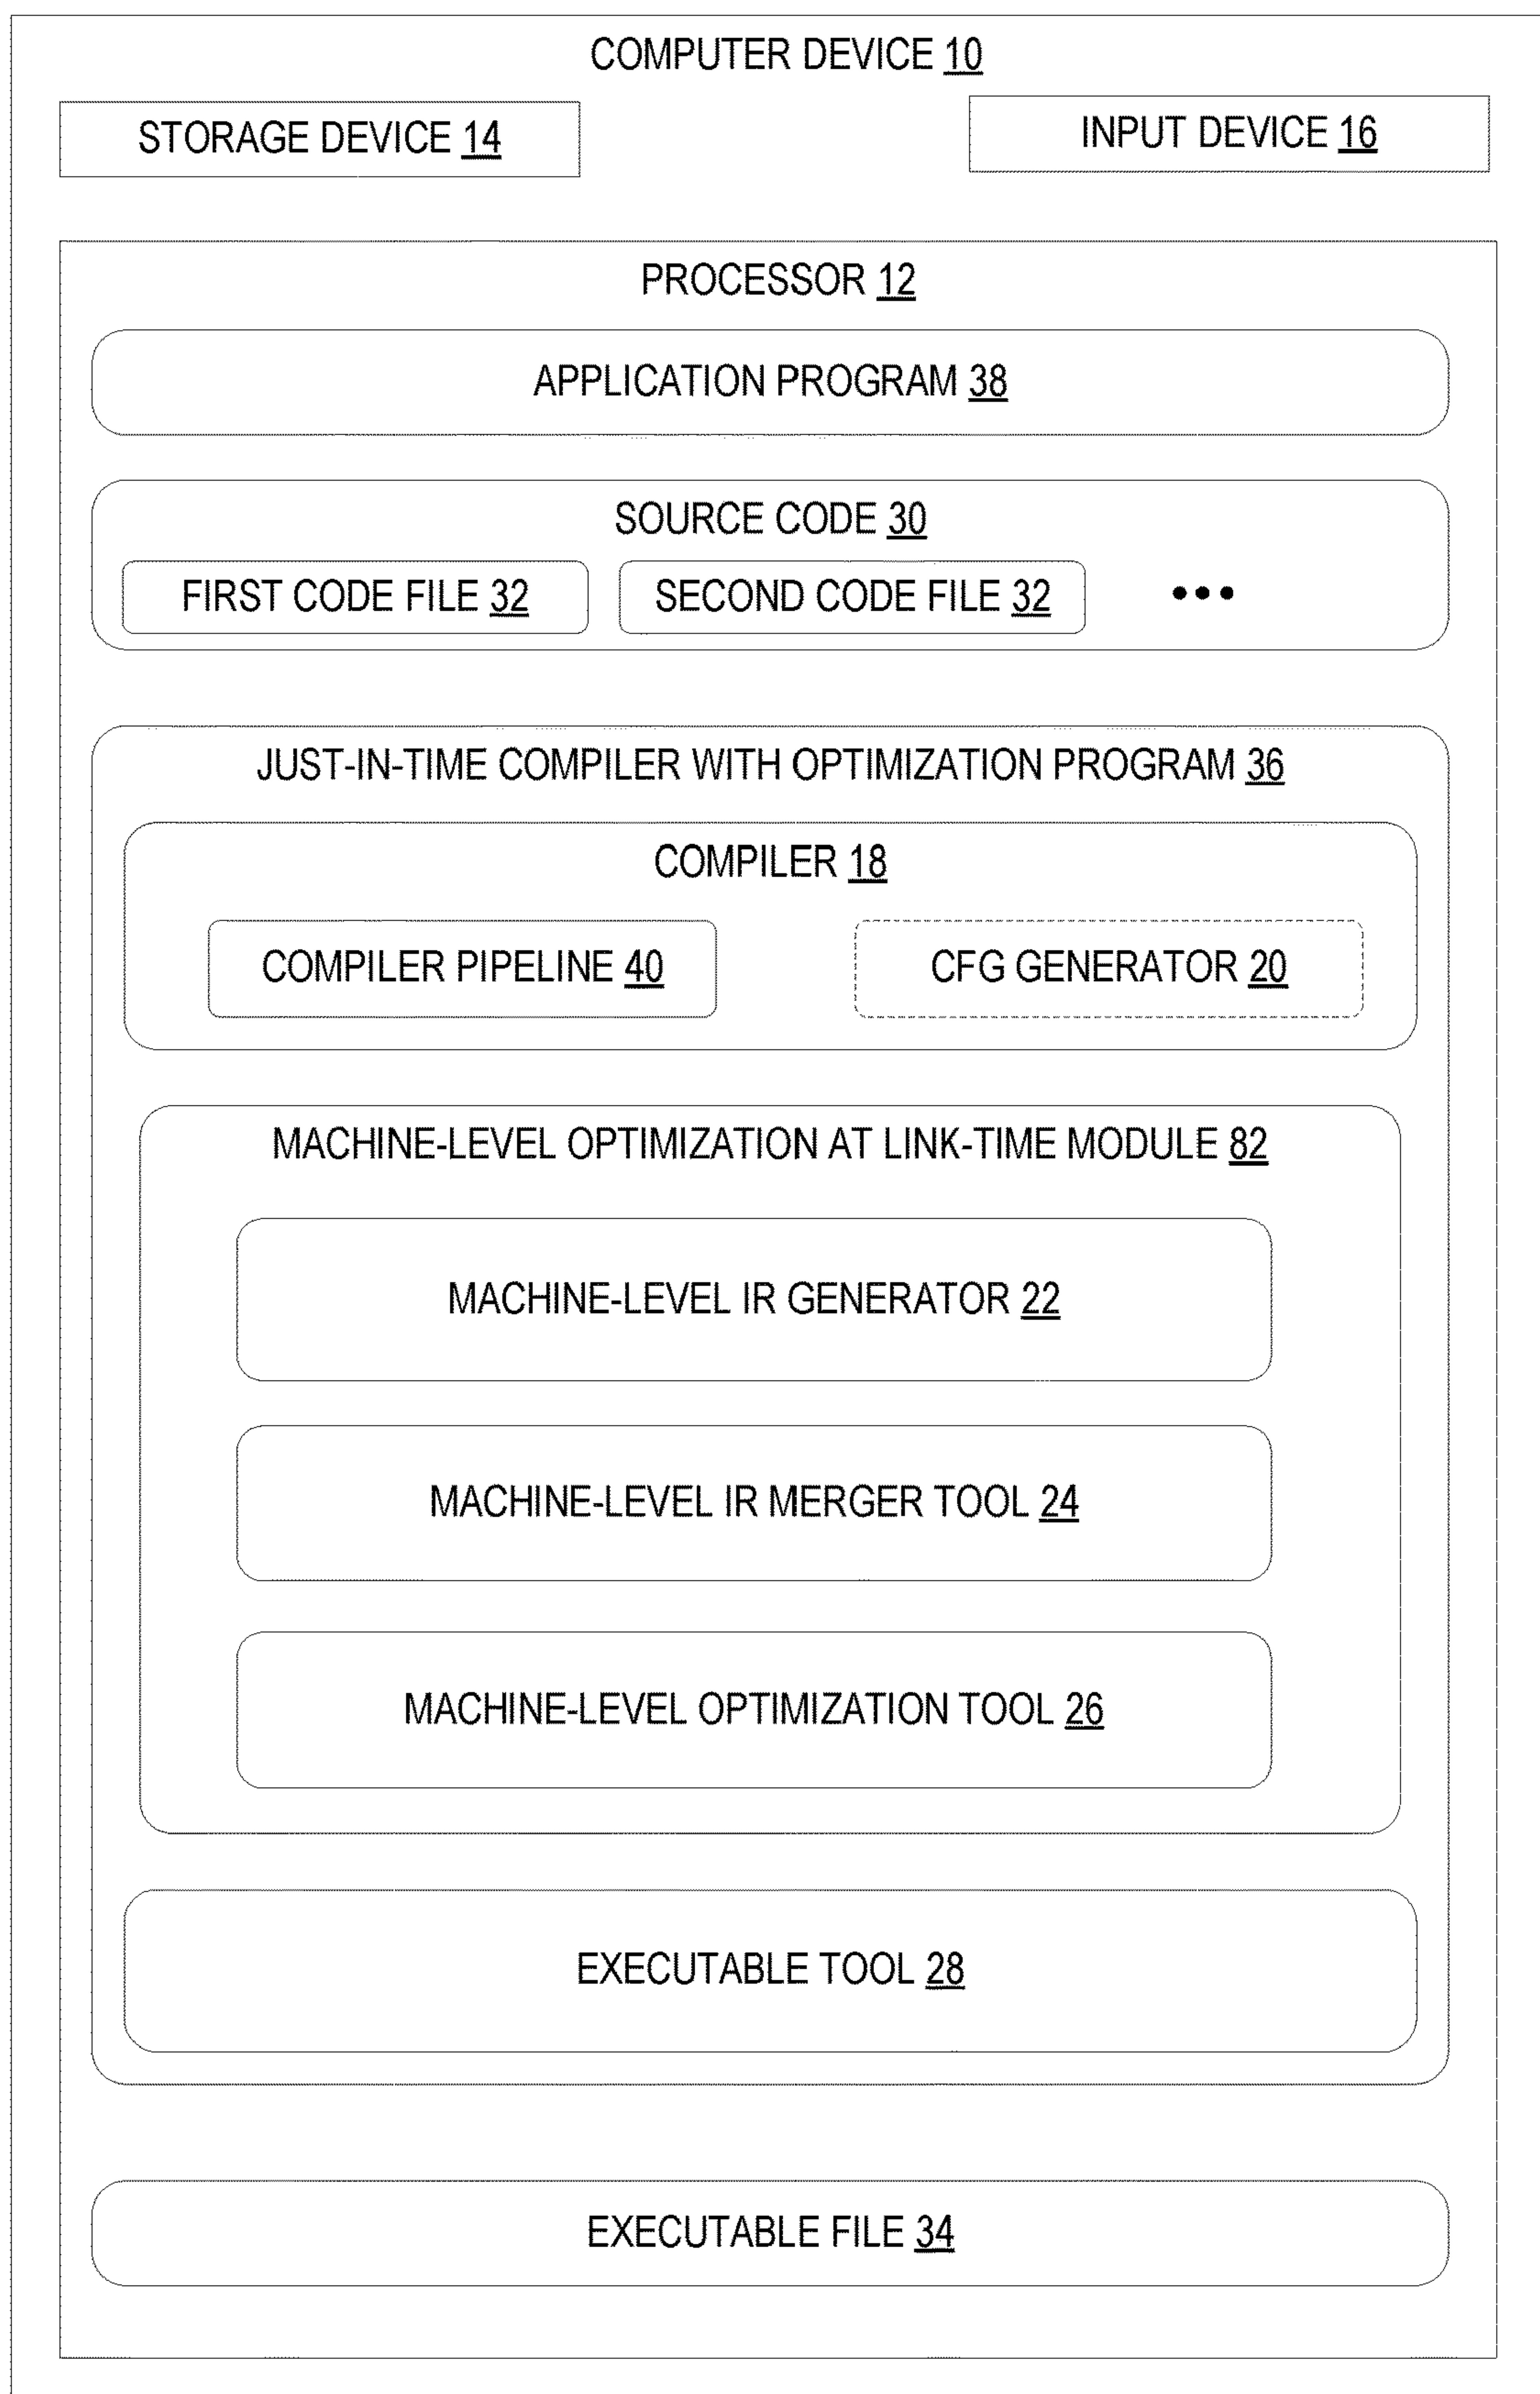 COMPUTER DEVICE 10
STORAGE DEVICE 14
INPUT DEVICE 16
PROCESSOR 12
APPLICATION PROGRAM 38
SOURCE CODE 30
FIRST CODE FILE 32
SECOND CODE FILE 32
•••
JUST-IN-TIME COMPILER WITH OPTIMIZATION PROGRAM 36
COMPILER 18
COMPILER PIPELINE 40
CFG GENERATOR 20
MACHINE-LEVEL OPTIMIZATION AT LINK-TIME MODULE 82
MACHINE-LEVEL IR GENERATOR 22
MACHINE-LEVEL IR MERGER TOOL 24
MACHINE-LEVEL OPTIMIZATION TOOL 26
EXECUTABLE TOOL 28
EXECUTABLE FILE 34